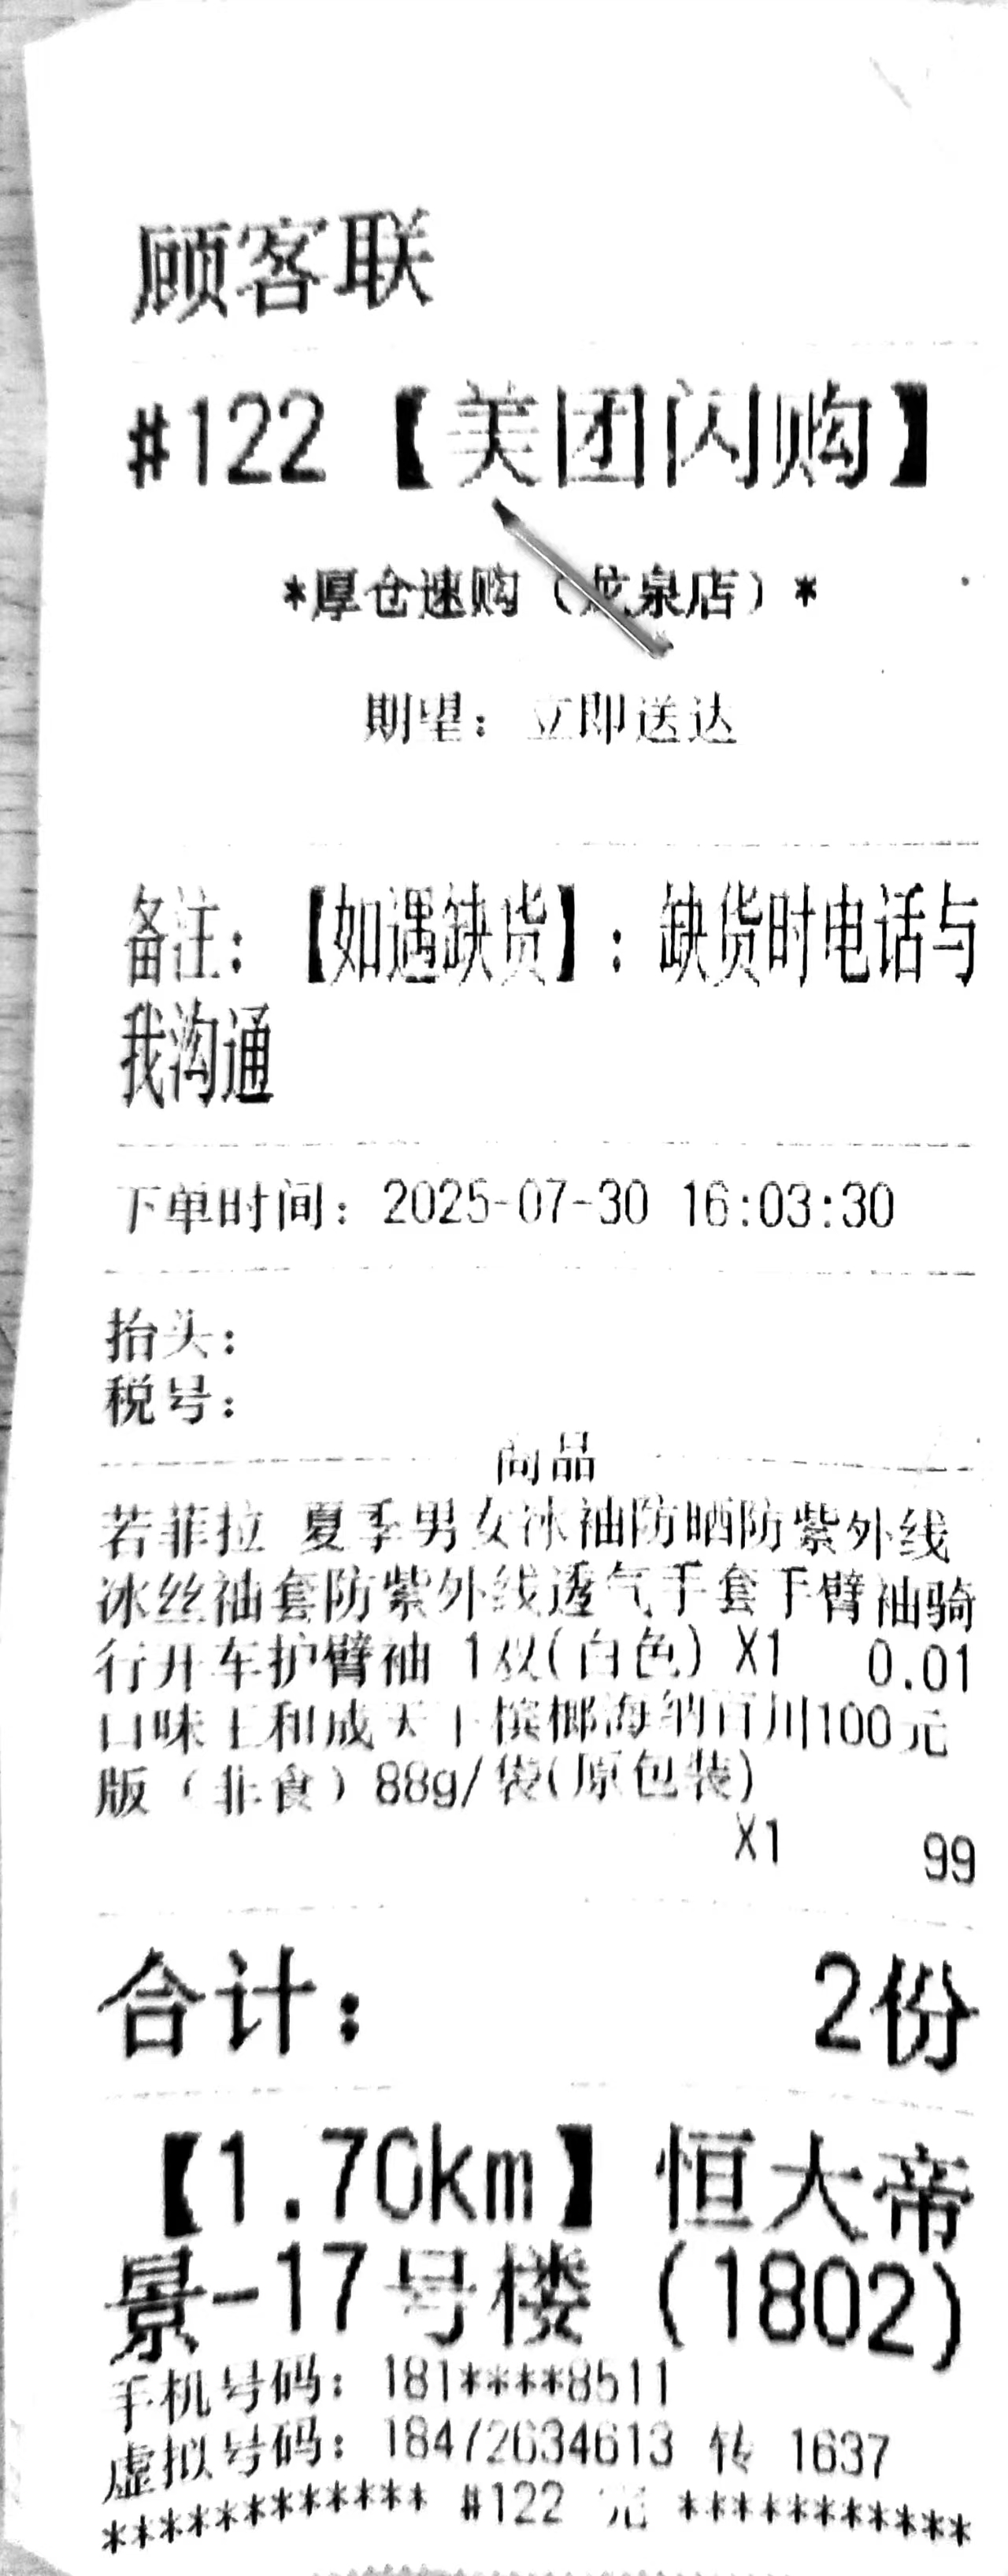 顾客联
#122【美团闪购】
*厚仓速购（龙泉店）*
期望：立即送达
备注：【如遇缺货】：缺货时电话与
我沟通
下单时间：2025-07-30 16:03:30
抬头：
税号：
商品
若菲拉 夏季男女冰袖防晒防紫外线
冰丝袖套防紫外线透气手套手臂袖骑
行开车护臂袖 1双(白色) X1 0.01
口味王和成天下槟榔海纳百川100元
版（非食）88g/袋(原包装)
X1 99
合计： 2份
【1.70km】恒大帝
景-17号楼（1802）
手机号码：181****8511
虚拟号码：18472634613 转 1637
************ #122 完 ***********